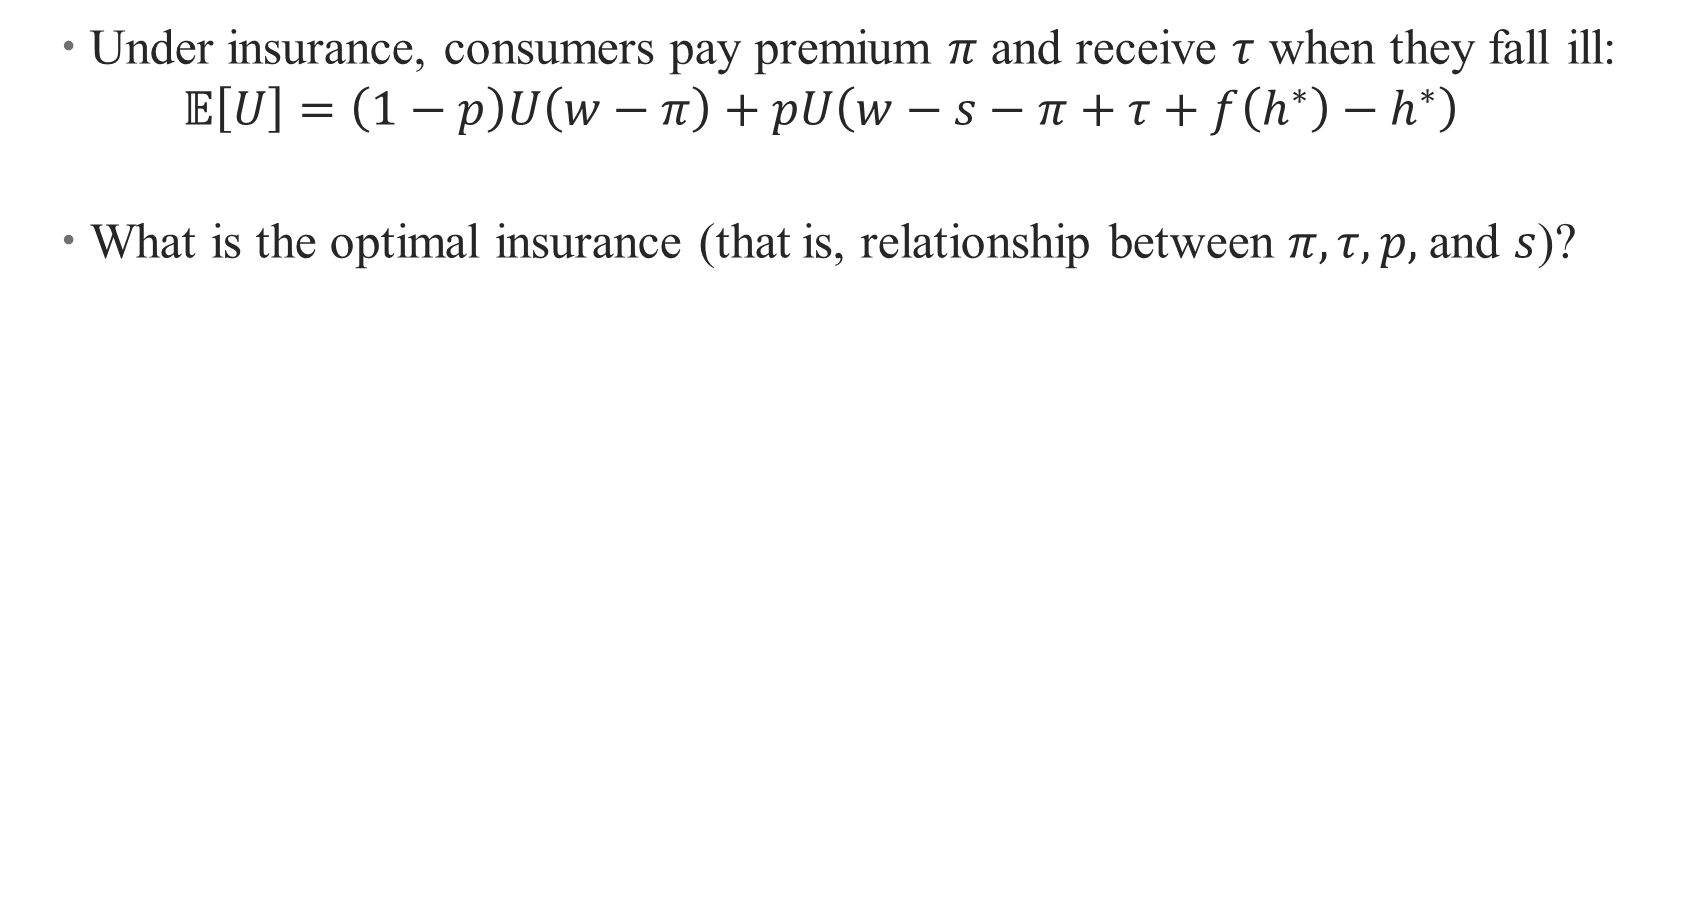 • Under insurance, consumers pay premium π and receive τ when they fall ill:
𝔼[U] = (1 − p)U(w − π) + pU(w − s − π + τ + f(h*) − h*)
• What is the optimal insurance (that is, relationship between π, τ, p, and s)?